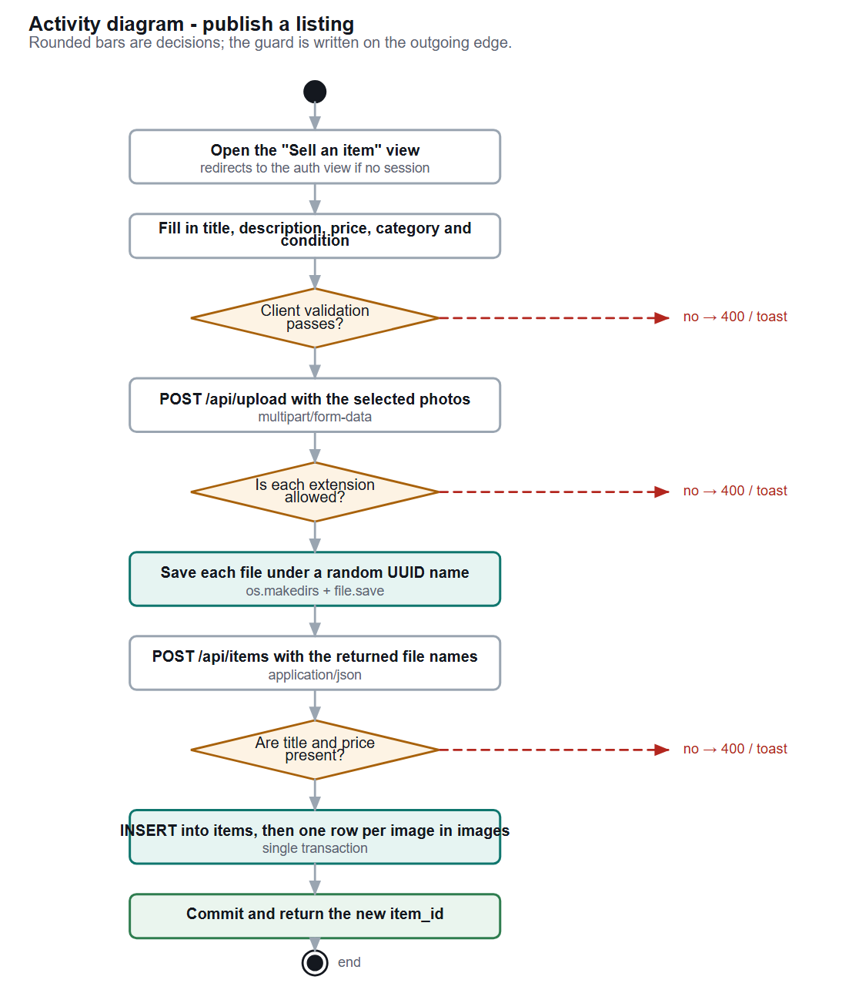 Activity diagram - publish a listing
Rounded bars are decisions; the guard is written on the outgoing edge.
Open the "Sell an item" view
redirects to the auth view if no session
Fill in title, description, price, category and
condition
Client validation
passes?
no → 400 / toast
POST /api/upload with the selected photos
multipart/form-data
Is each extension
allowed?
no → 400 / toast
Save each file under a random UUID name
os.makedirs + file.save
POST /api/items with the returned file names
application/json
Are title and price
present?
no → 400 / toast
INSERT into items, then one row per image in images
single transaction
Commit and return the new item_id
end